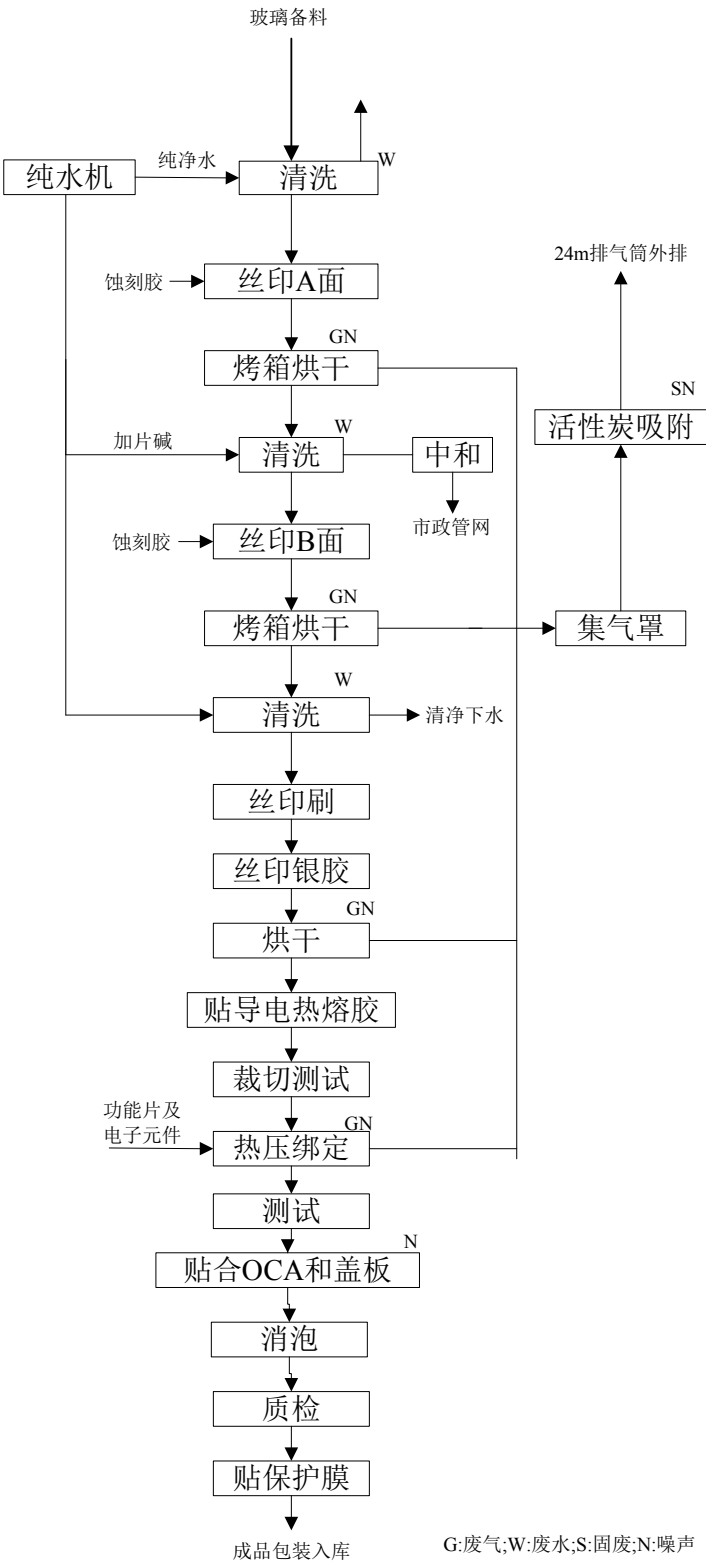 玻璃备料
纯水机
纯净水
清洗
W
蚀刻胶
丝印A面
24m排气筒外排
GN
烤箱烘干
SN
活性炭吸附
加片碱
W
清洗
中和
市政管网
蚀刻胶
丝印B面
GN
烤箱烘干
集气罩
W
清洗
清净下水
丝印刷
丝印银胶
GN
烘干
贴导电热熔胶
裁切测试
功能片及
电子元件
GN
热压绑定
测试
N
贴合OCA和盖板
消泡
质检
贴保护膜
成品包装入库
G:废气;W:废水;S:固废;N:噪声